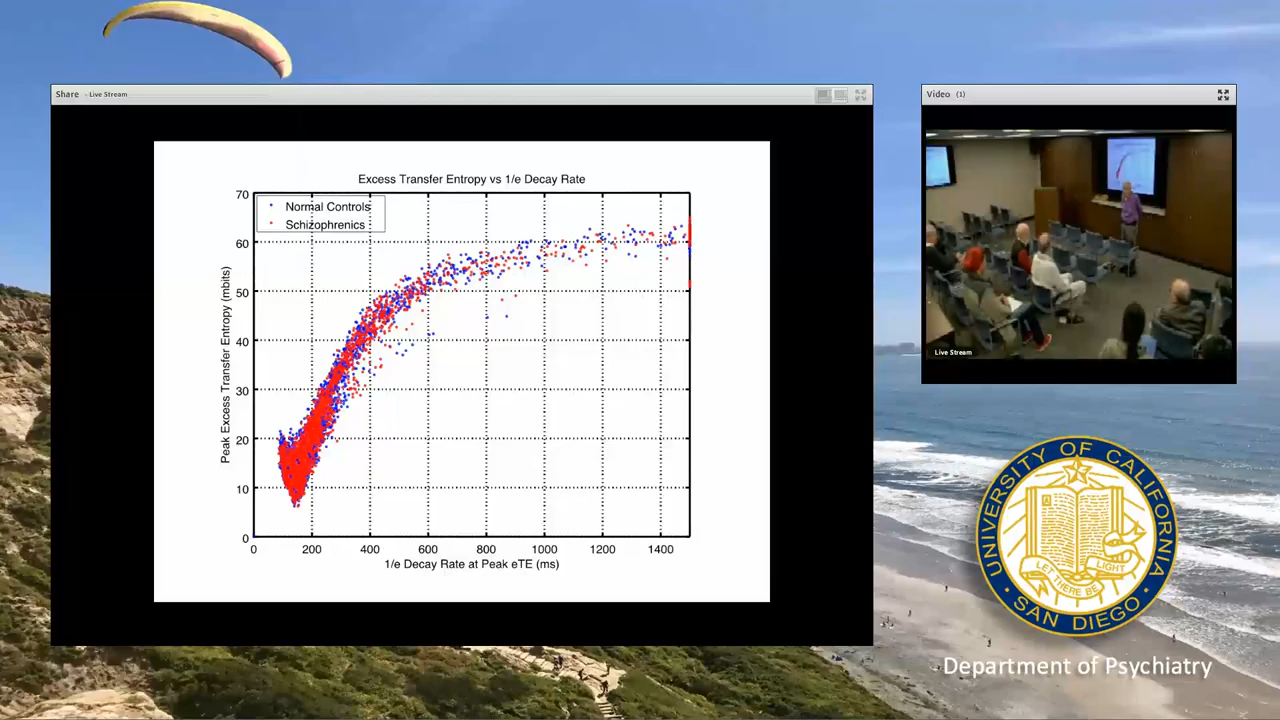 Share - Live Stream
Video (1)
Excess Transfer Entropy vs 1/e Decay Rate
70
60
50
40
30
20
10
0
Normal Controls
Schizophrenics
Peak Excess Transfer Entropy (mbits)
0 200 400 600 800 1000 1200 1400
1/e Decay Rate at Peak eTE (ms)
Live Stream
UNIVERSITY OF CALIFORNIA
A
LET THERE BE LIGHT
• SAN DIEGO •
Department of Psychiatry